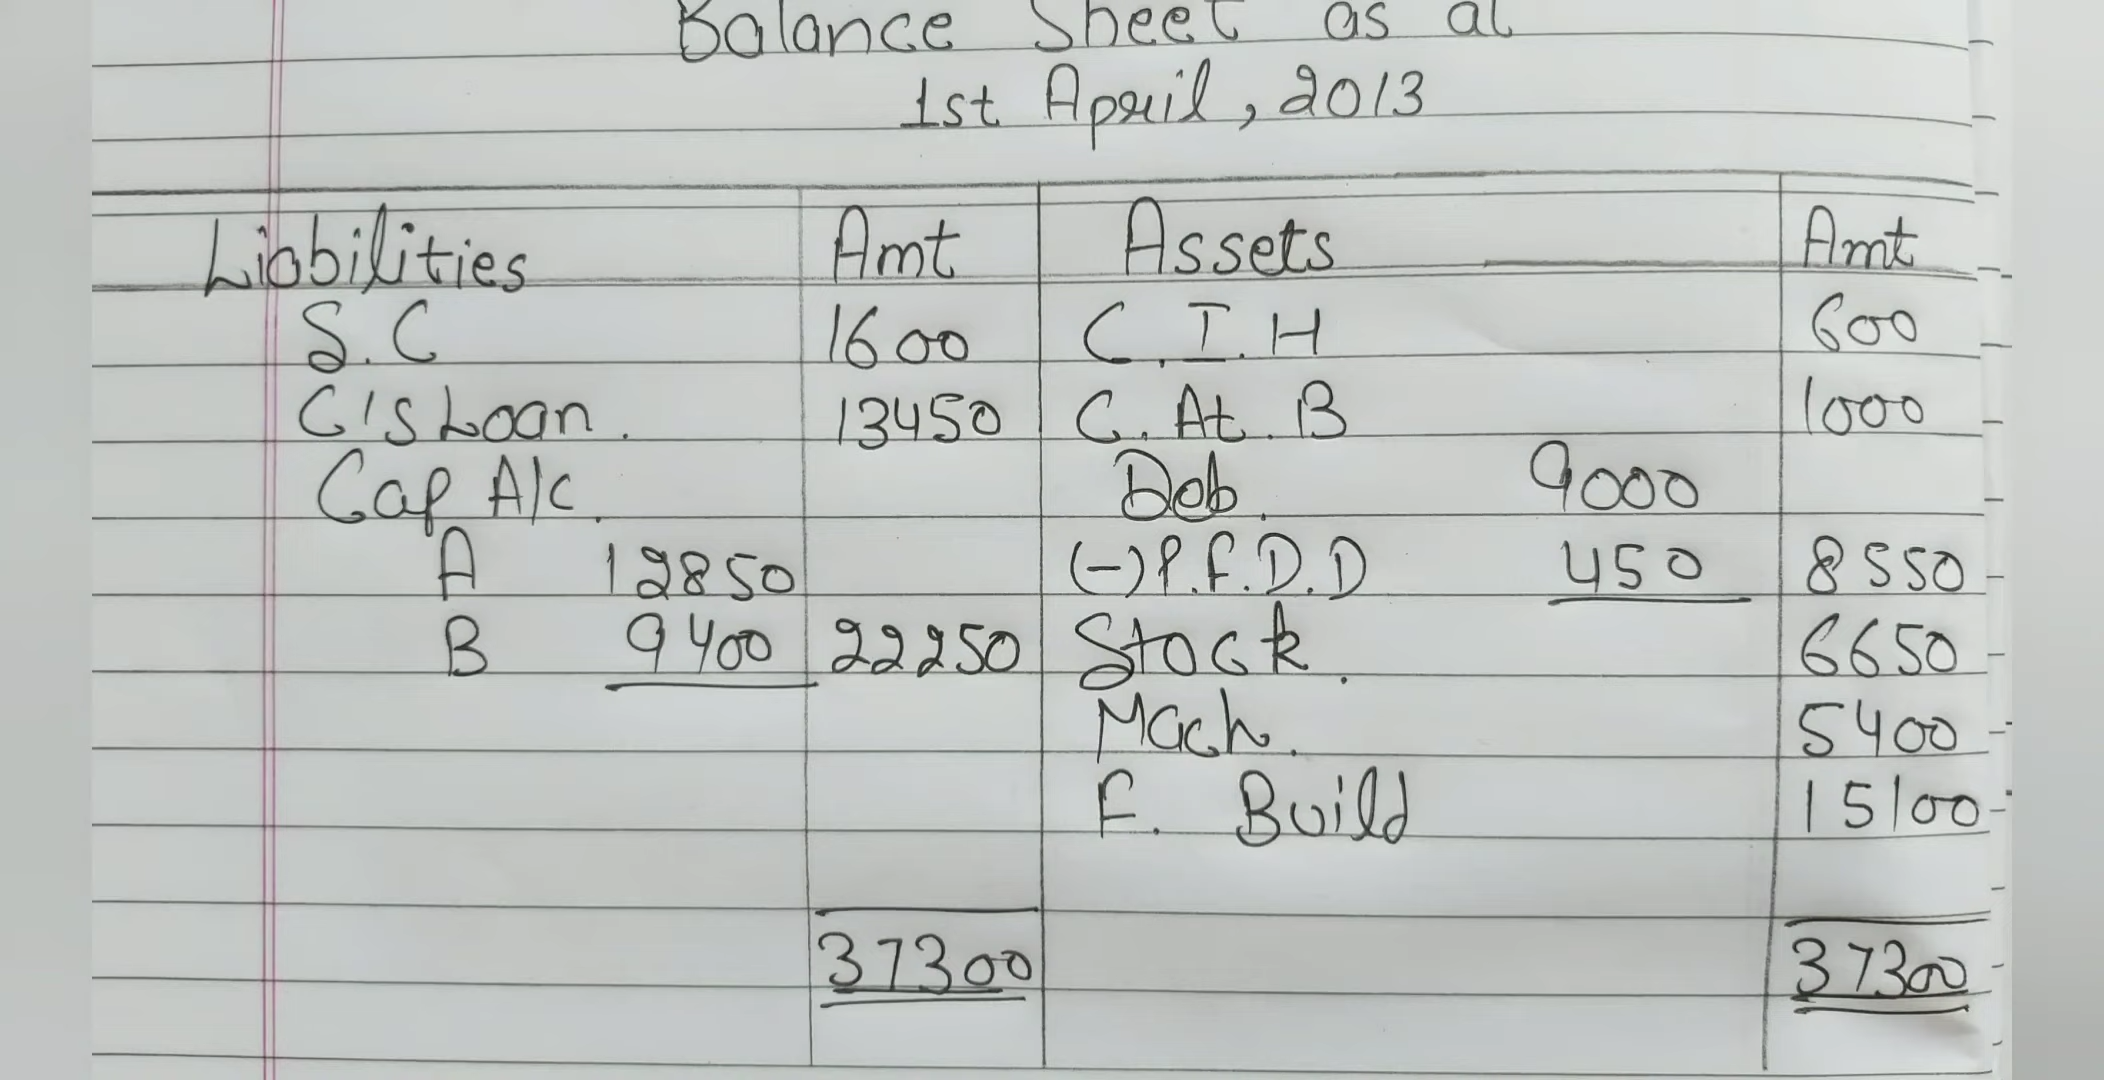 Balance Sheet as at
1st April, 2013
Liabilities Amt Assets Amt
S.C 1600 C.I.H 600
C's Loan. 13450 C. At. B 1000
Cap A/c. Deb. 9000
A 12850 (-) P.F.D.D 450 8550
B 9400 22250 Stock. 6650
Mach. 5400
F. Build 15100
37300 37300